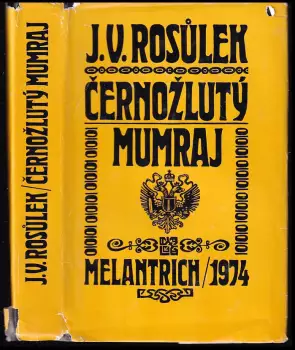 J.V. ROSŮLEK/ČERNOŽLUTÝ MUMRAJ
J.V. ROSŮLEK
ČERNOŽLUTÝ
MUMRAJ
MELANTRICH/1974